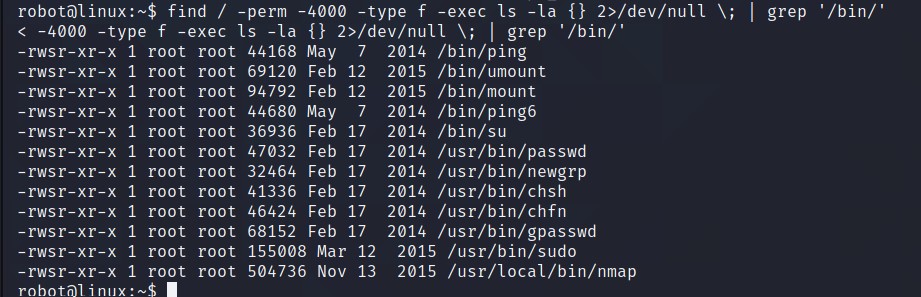 robot@linux:~$ find / -perm -4000 -type f -exec ls -la {} 2>/dev/null \; | grep '/bin/'
< -4000 -type f -exec ls -la {} 2>/dev/null \; | grep '/bin/'
-rwsr-xr-x 1 root root 44168 May  7  2014 /bin/ping
-rwsr-xr-x 1 root root 69120 Feb 12  2015 /bin/umount
-rwsr-xr-x 1 root root 94792 Feb 12  2015 /bin/mount
-rwsr-xr-x 1 root root 44680 May  7  2014 /bin/ping6
-rwsr-xr-x 1 root root 36936 Feb 17  2014 /bin/su
-rwsr-xr-x 1 root root 47032 Feb 17  2014 /usr/bin/passwd
-rwsr-xr-x 1 root root 32464 Feb 17  2014 /usr/bin/newgrp
-rwsr-xr-x 1 root root 41336 Feb 17  2014 /usr/bin/chsh
-rwsr-xr-x 1 root root 46424 Feb 17  2014 /usr/bin/chfn
-rwsr-xr-x 1 root root 68152 Feb 17  2014 /usr/bin/gpasswd
-rwsr-xr-x 1 root root 155008 Mar 12  2015 /usr/bin/sudo
-rwsr-xr-x 1 root root 504736 Nov 13  2015 /usr/local/bin/nmap
robot@linux:~$